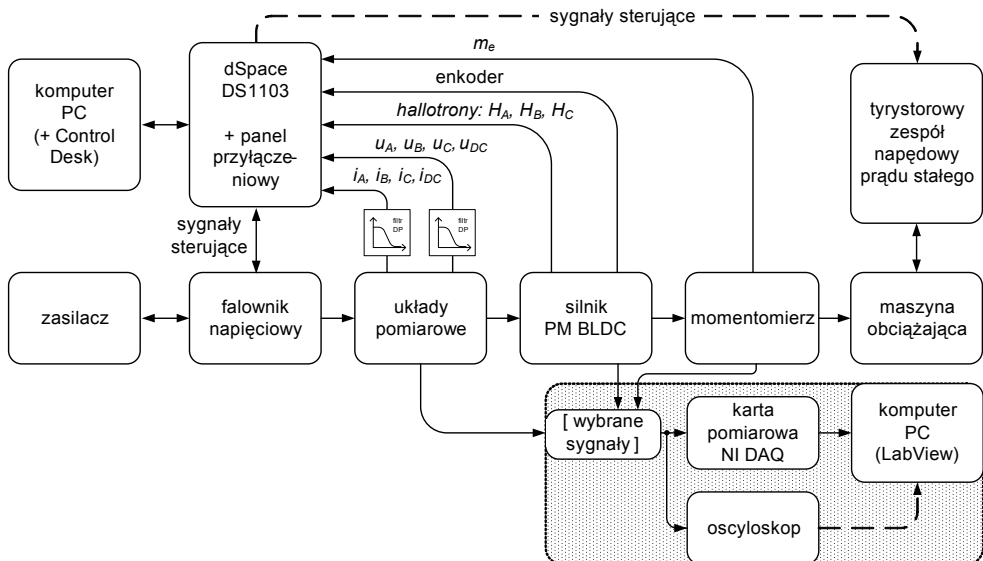 sygnały sterujące
komputer
PC
(+ Control
Desk)
dSpace
DS1103
+ panel
przyłącze-
niowy
m_e
enkoder
hallotrony: H_A, H_B, H_C
u_A, u_B, u_C, u_DC
i_A, i_B, i_C, i_DC
filtr
DP
filtr
DP
tyrystorowy
zespół
napędowy
prądu stałego
sygnały
sterujące
zasilacz
falownik
napięciowy
układy
pomiarowe
silnik
PM BLDC
momentomierz
maszyna
obciążająca
[ wybrane
sygnały ]
karta
pomiarowa
NI DAQ
komputer
PC
(LabView)
oscyloskop